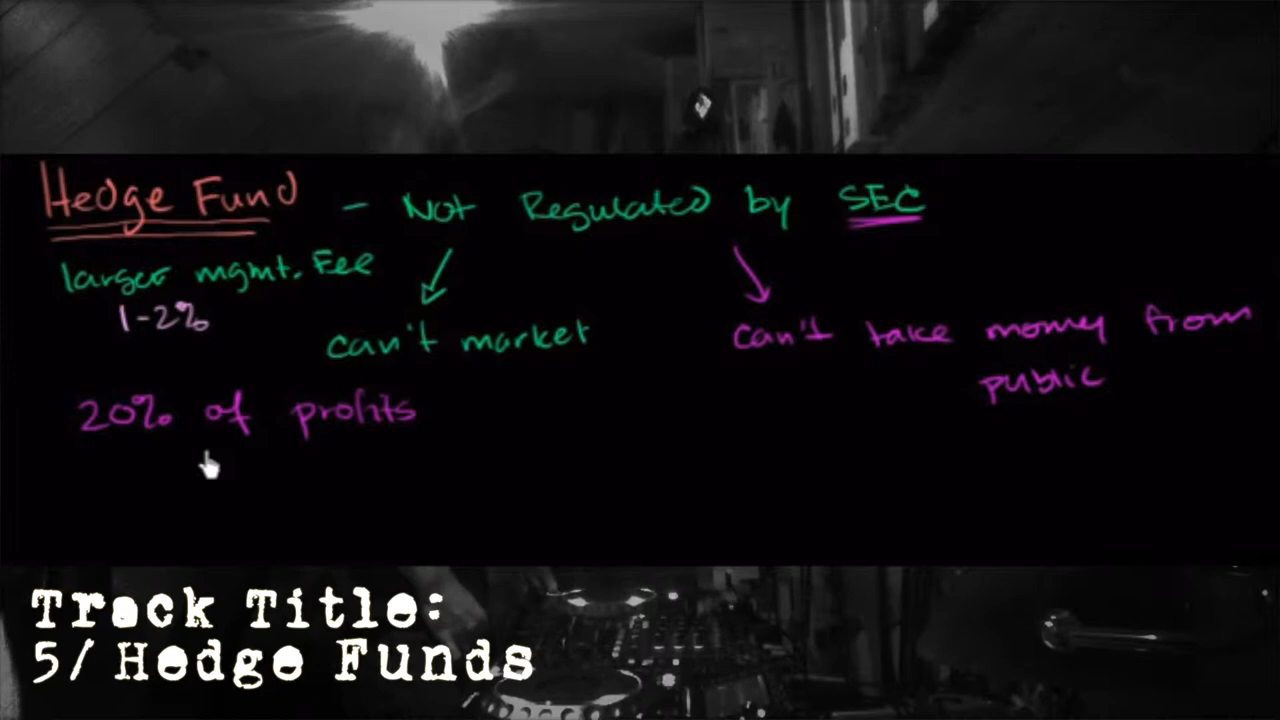 Hedge Fund - Not Regulated by SEC
larger mgmt. Fee
1-2%
can't market
can't take money from
public
20% of profits
Track Title:
5/ Hedge Funds